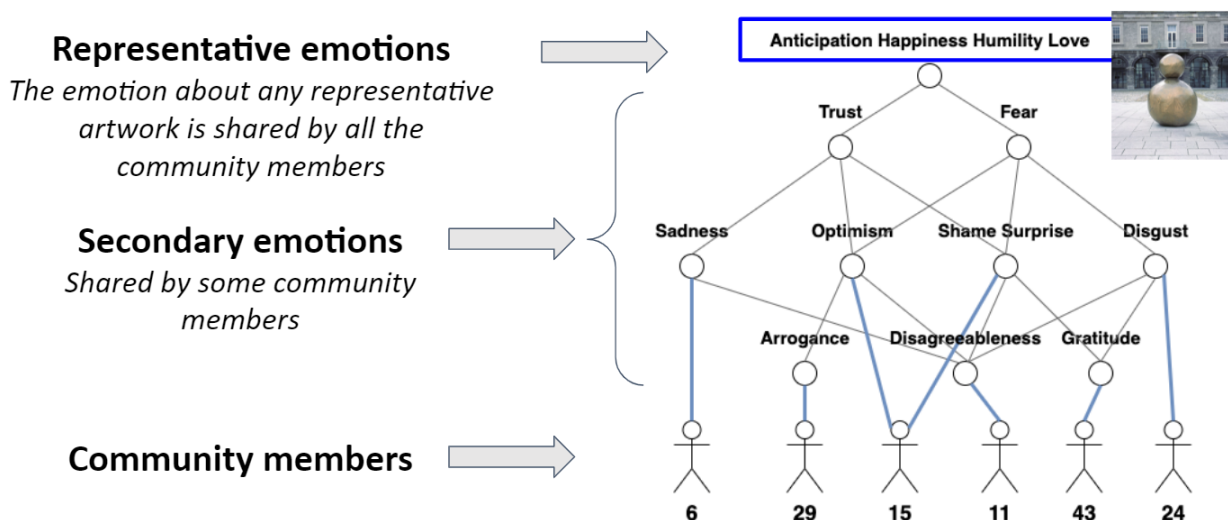 Representative emotions
The emotion about any representative
artwork is shared by all the
community members
Secondary emotions
Shared by some community
members
Community members
Anticipation Happiness Humility Love
Trust Fear
Sadness Optimism Shame Surprise Disgust
Arrogance Disagreeableness Gratitude
6 29 15 11 43 24